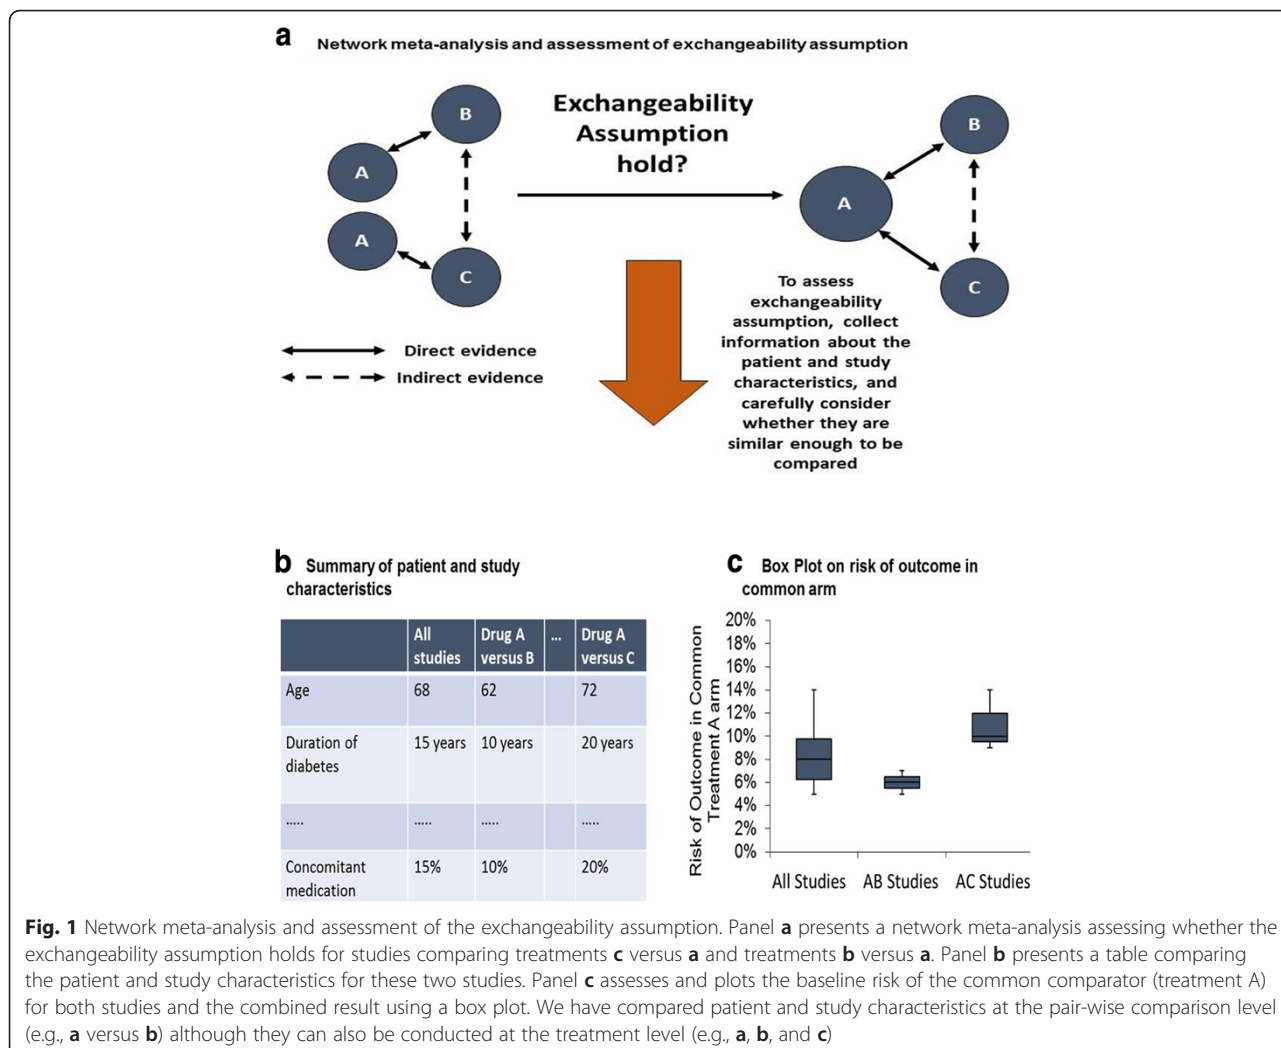 a Network meta-analysis and assessment of exchangeability assumption
Exchangeability
Assumption
hold?
B
A
A
C
B
A
C
Direct evidence
Indirect evidence
To assess
exchangeability
assumption, collect
information about the
patient and study
characteristics, and
carefully consider
whether they are
similar enough to be
compared
b Summary of patient and study
characteristics
All studies Drug A versus B ... Drug A versus C
Age 68 62 72
Duration of diabetes 15 years 10 years 20 years
..... ..... ..... .....
Concomitant medication 15% 10% 20%
c Box Plot on risk of outcome in
common arm
Risk of Outcome in Common
Treatment A arm
20%
18%
16%
14%
12%
10%
8%
6%
4%
2%
0%
All Studies AB Studies AC Studies
Fig. 1 Network meta-analysis and assessment of the exchangeability assumption. Panel a presents a network meta-analysis assessing whether the
exchangeability assumption holds for studies comparing treatments c versus a and treatments b versus a. Panel b presents a table comparing
the patient and study characteristics for these two studies. Panel c assesses and plots the baseline risk of the common comparator (treatment A)
for both studies and the combined result using a box plot. We have compared patient and study characteristics at the pair-wise comparison level
(e.g., a versus b) although they can also be conducted at the treatment level (e.g., a, b, and c)